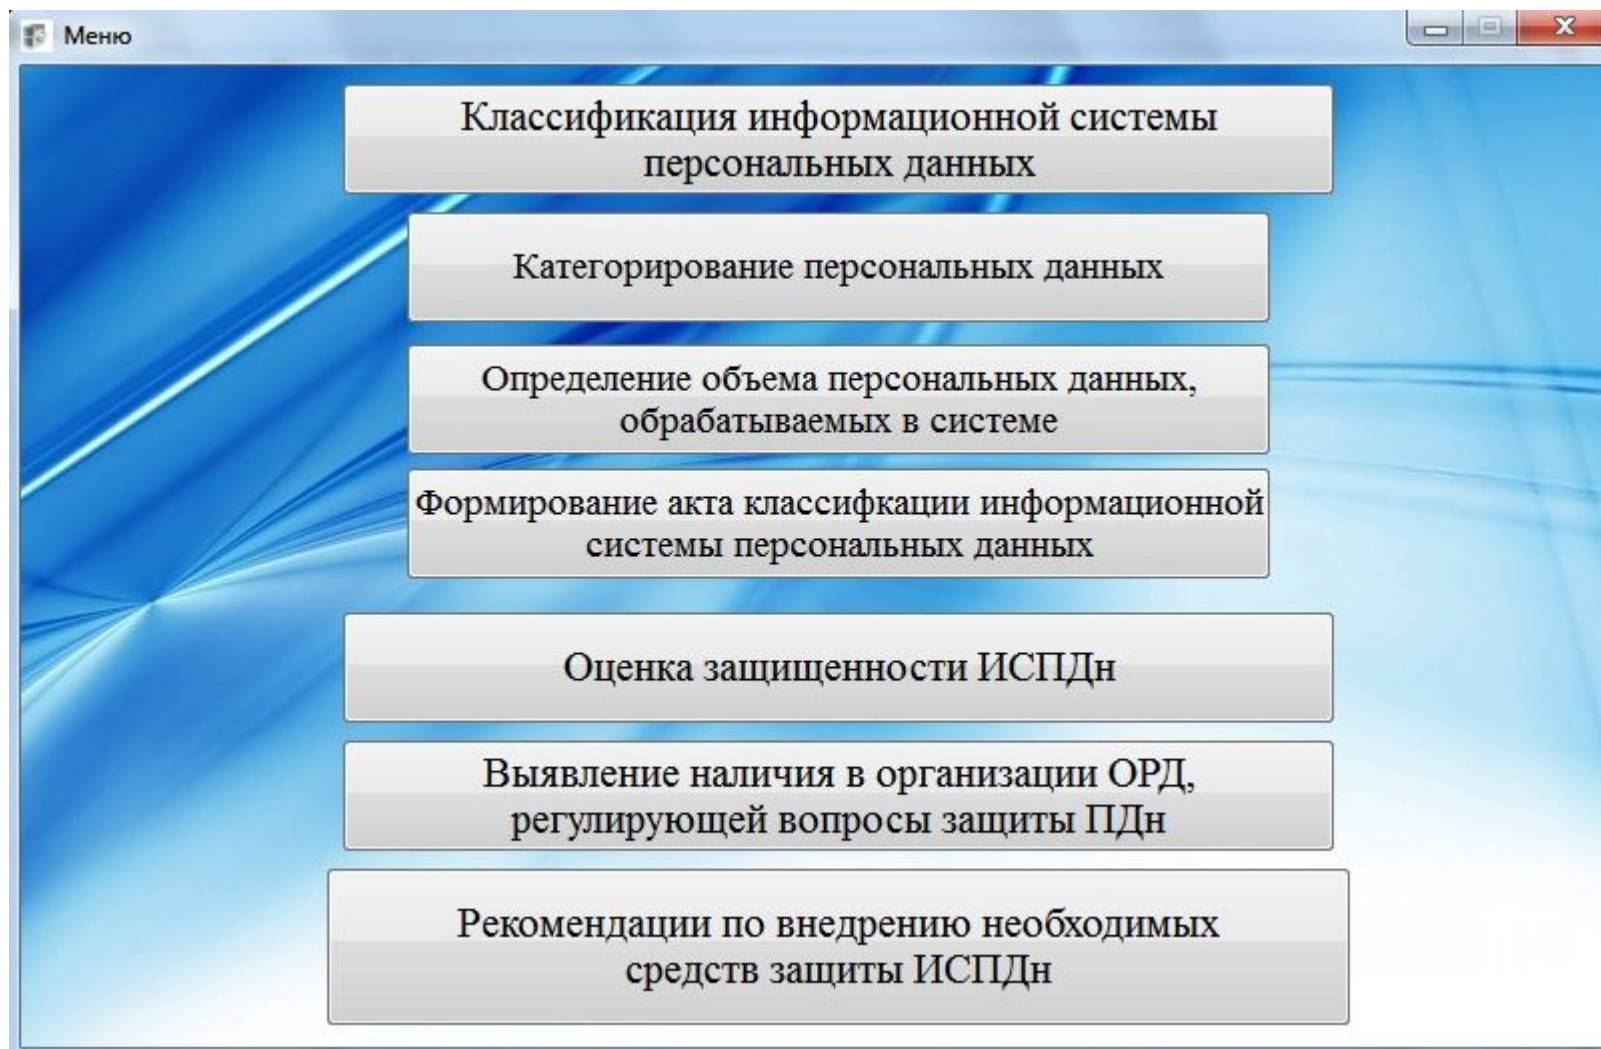 Меню
Классификация информационной системы
персональных данных
Категорирование персональных данных
Определение объема персональных данных,
обрабатываемых в системе
Формирование акта классифкации информационной
системы персональных данных
Оценка защищенности ИСПДн
Выявление наличия в организации ОРД,
регулирующей вопросы защиты ПДн
Рекомендации по внедрению необходимых
средств защиты ИСПДн